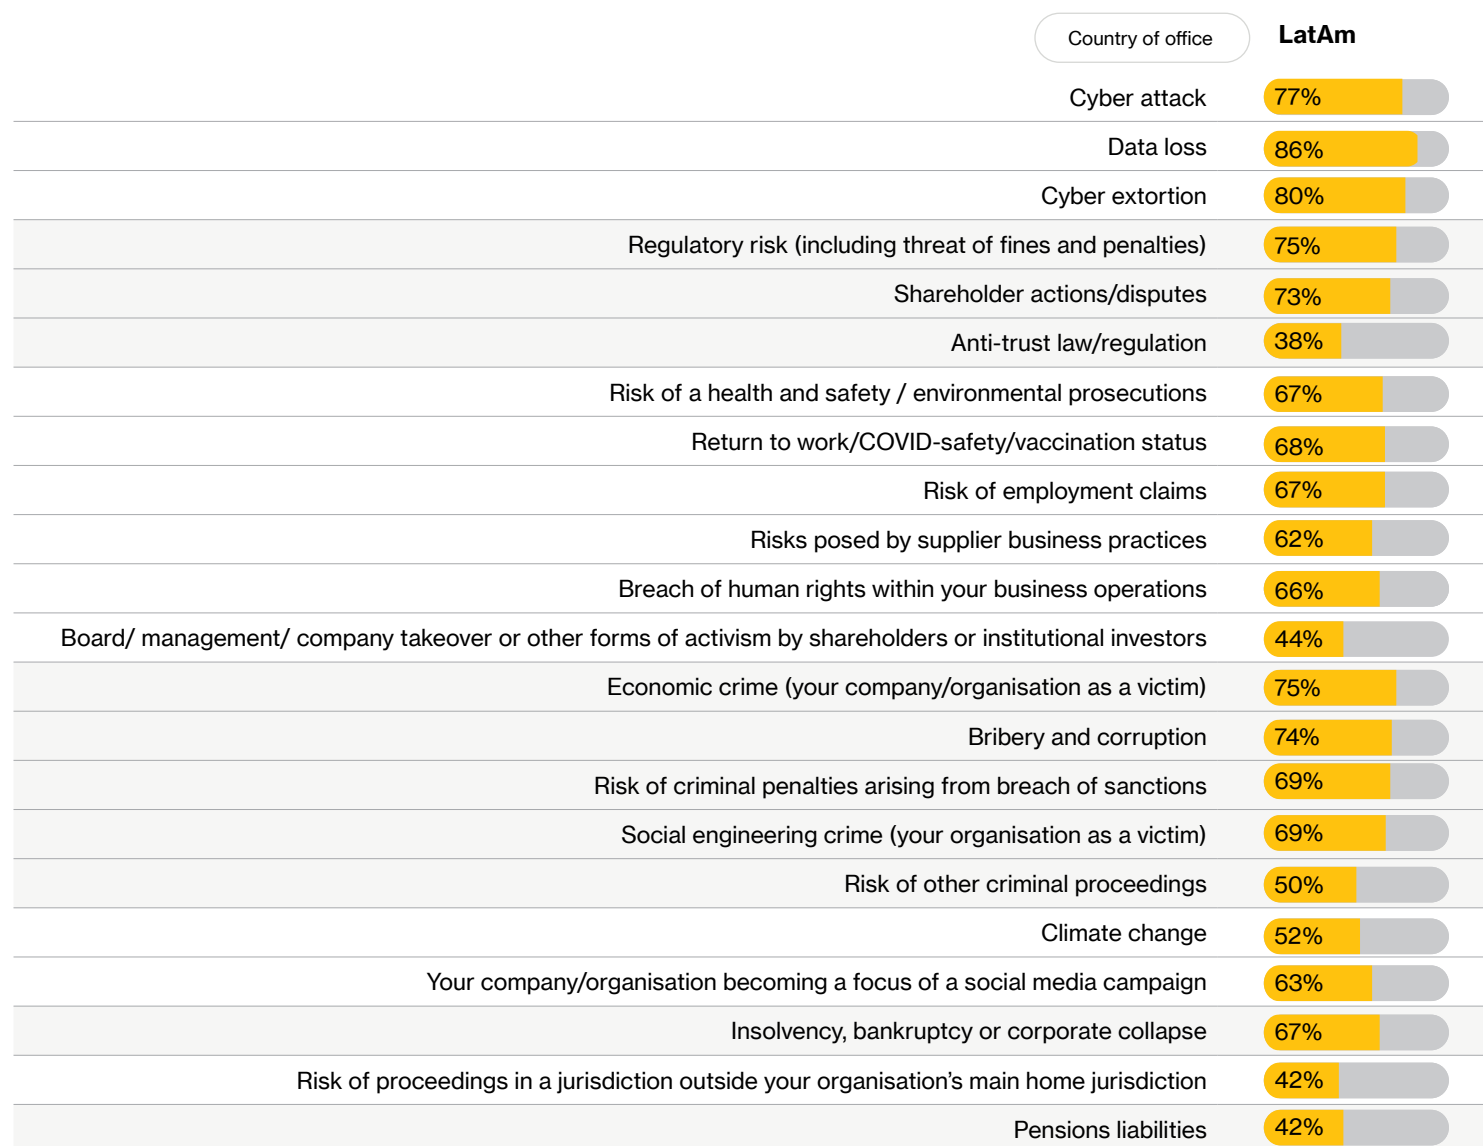 Country of office LatAm
Cyber attack 77%
Data loss 86%
Cyber extortion 80%
Regulatory risk (including threat of fines and penalties) 75%
Shareholder actions/disputes 73%
Anti-trust law/regulation 38%
Risk of a health and safety / environmental prosecutions 67%
Return to work/COVID-safety/vaccination status 68%
Risk of employment claims 67%
Risks posed by supplier business practices 62%
Breach of human rights within your business operations 66%
Board/ management/ company takeover or other forms of activism by shareholders or institutional investors 44%
Economic crime (your company/organisation as a victim) 75%
Bribery and corruption 74%
Risk of criminal penalties arising from breach of sanctions 69%
Social engineering crime (your organisation as a victim) 69%
Risk of other criminal proceedings 50%
Climate change 52%
Your company/organisation becoming a focus of a social media campaign 63%
Insolvency, bankruptcy or corporate collapse 67%
Risk of proceedings in a jurisdiction outside your organisation’s main home jurisdiction 42%
Pensions liabilities 42%